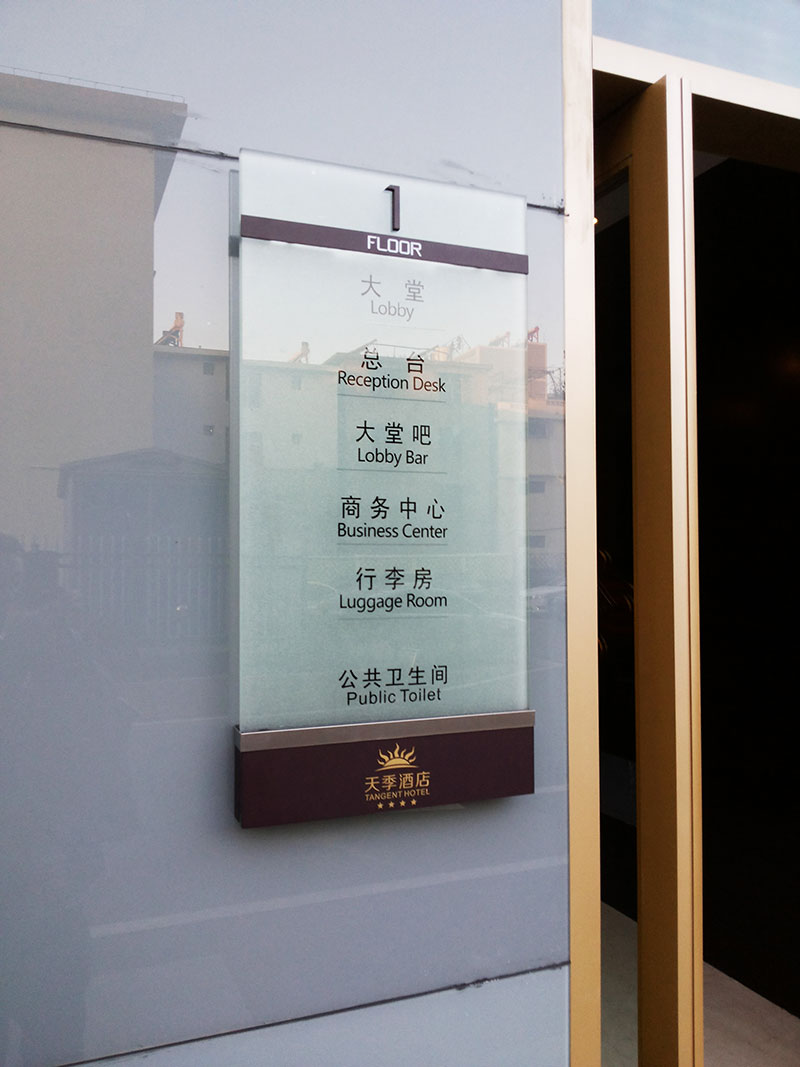 1
FLOOR
大堂
Lobby
总台
Reception Desk
大堂吧
Lobby Bar
商务中心
Business Center
行李房
Luggage Room
公共卫生间
Public Toilet
天季酒店
TANGENT HOTEL
★★★★